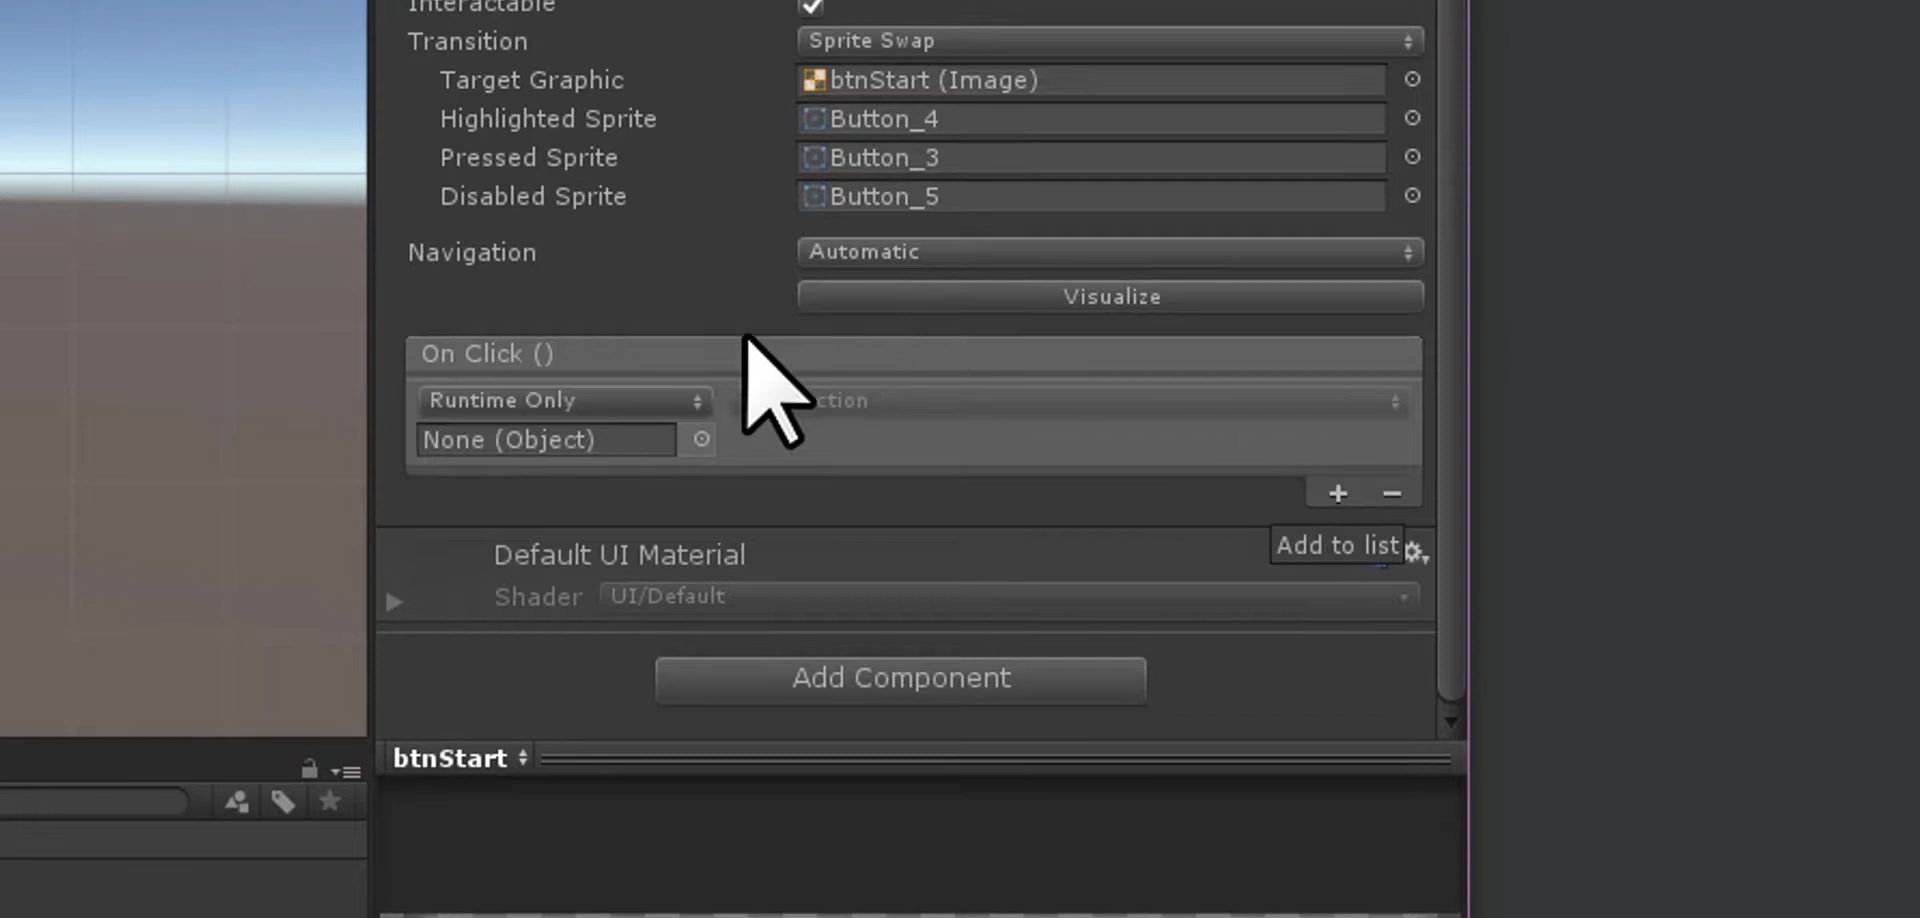 Interactable
Transition Sprite Swap
Target Graphic btnStart (Image)
Highlighted Sprite Button_4
Pressed Sprite Button_3
Disabled Sprite Button_5
Navigation Automatic
Visualize
On Click ()
Runtime Only ction
None (Object)
+ −
Default UI Material
Add to list
Shader UI/Default
Add Component
btnStart